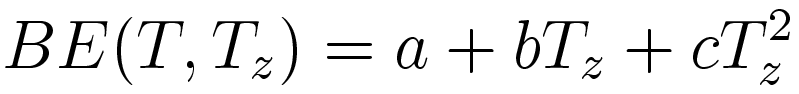 $BE(T, T_z) = a + bT_z + cT_z^2$